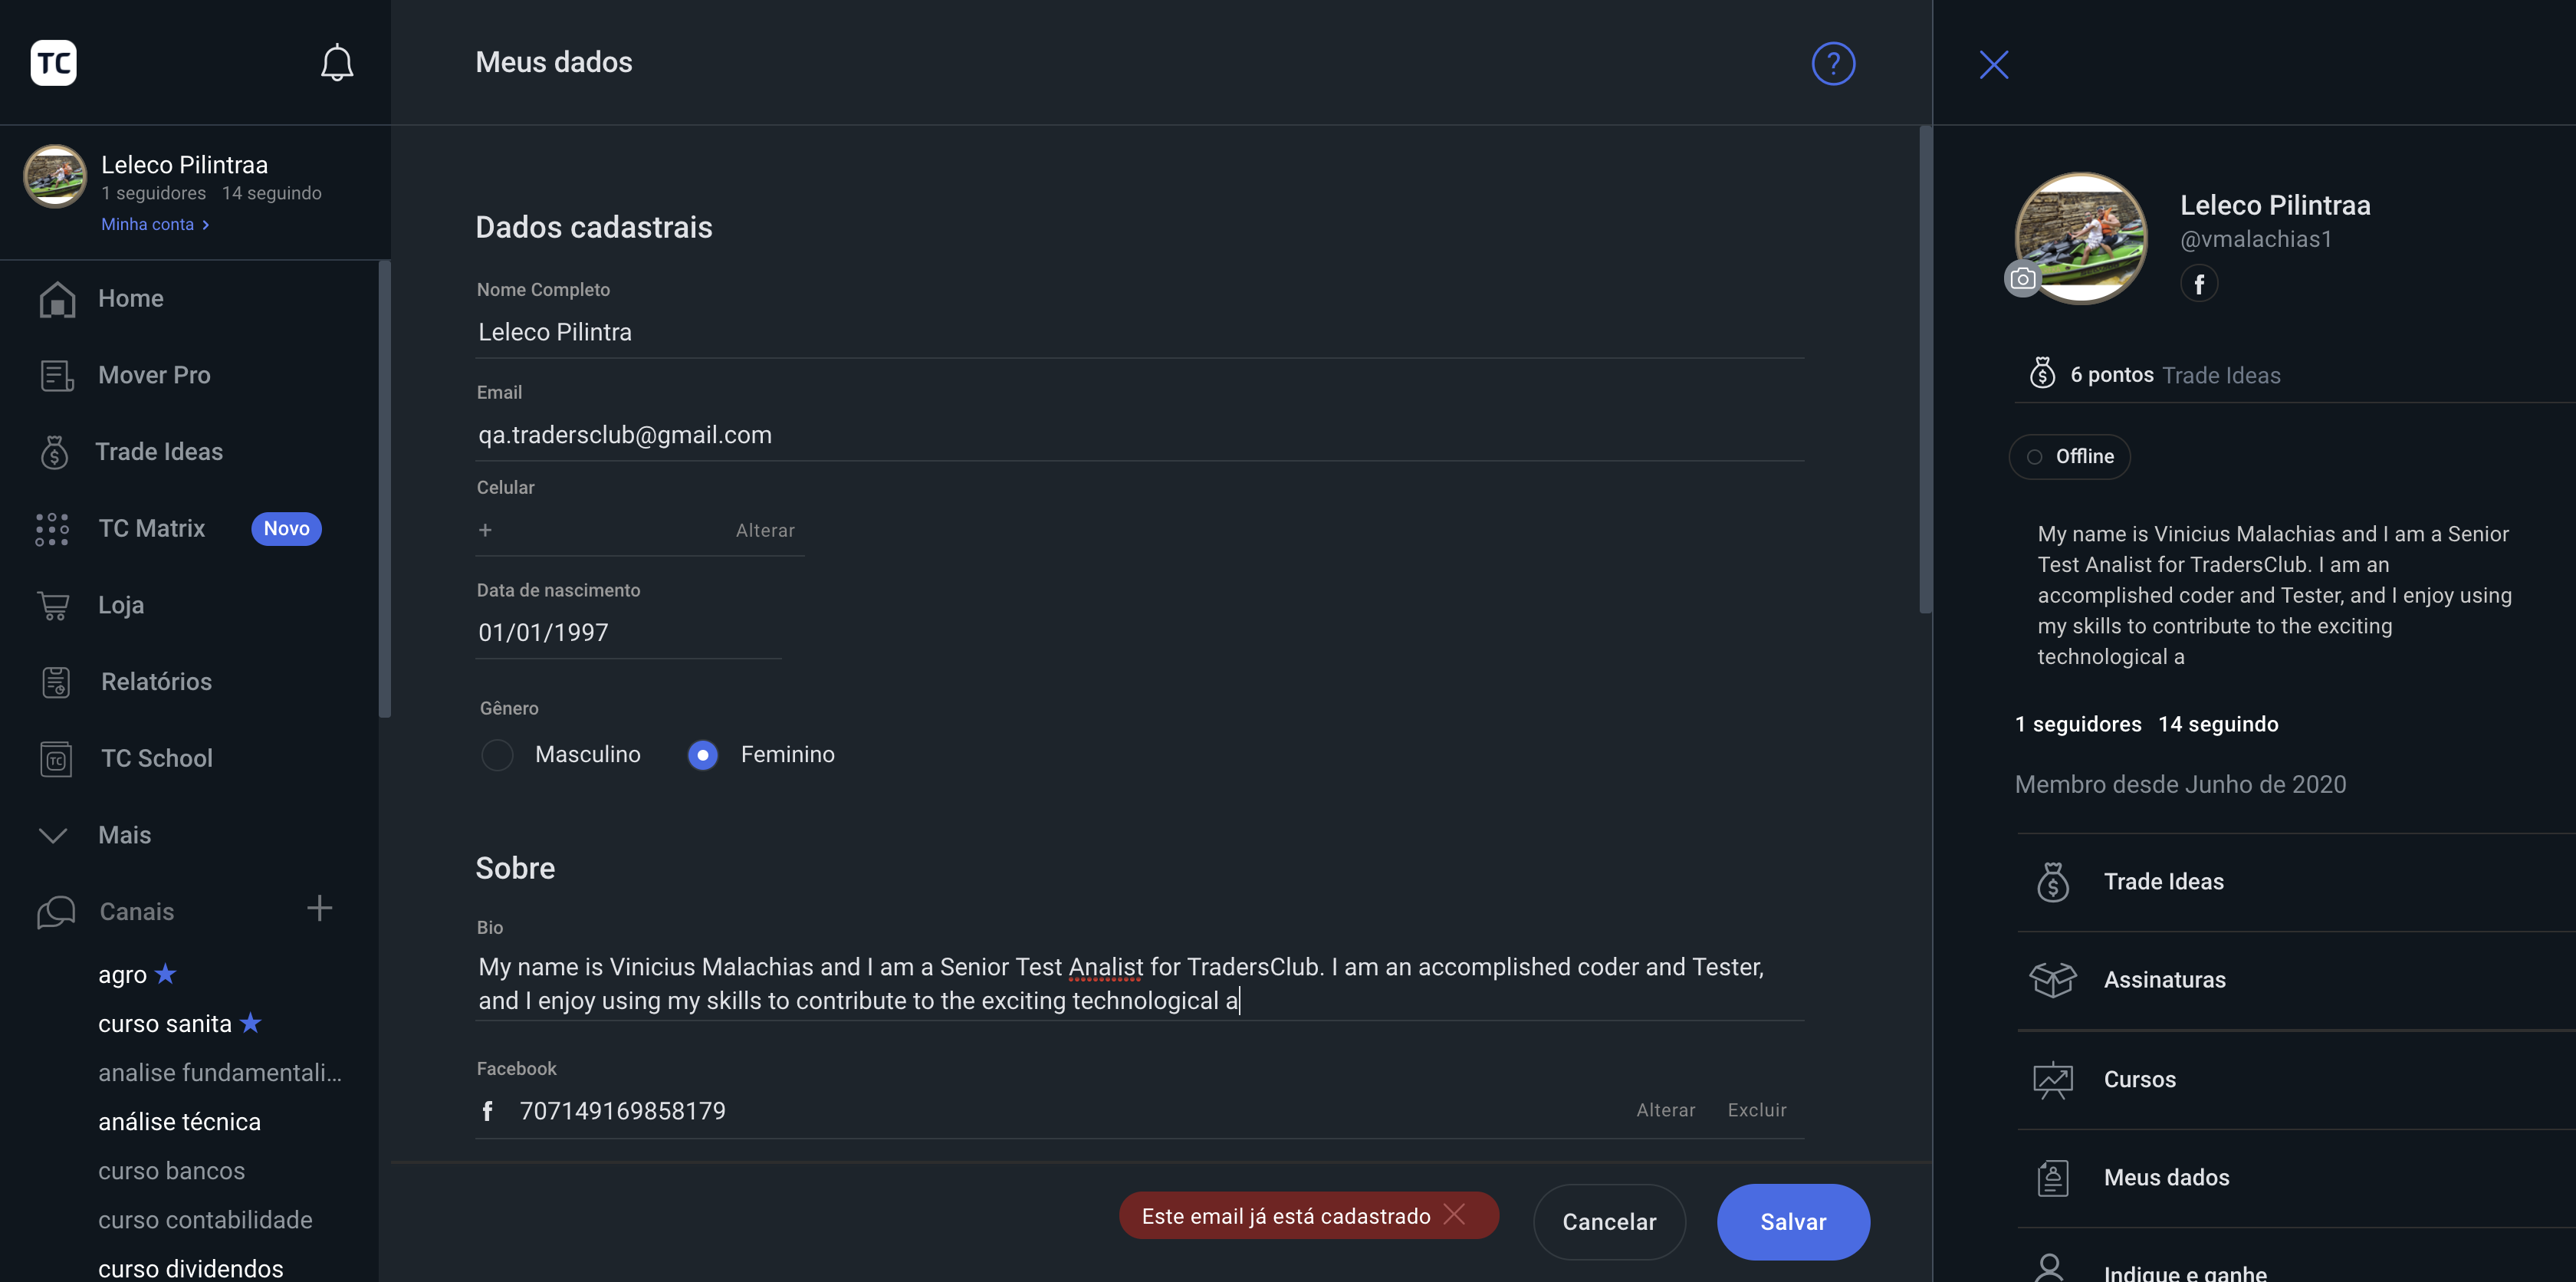 TC
Leleco Pilintraa
1 seguidores 14 seguindo
Minha conta
Home
Mover Pro
Trade Ideas
TC Matrix Novo
Loja
Relatórios
TC School
Mais
Canais
agro
curso sanita
analise fundamentali...
análise técnica
curso bancos
curso contabilidade
curso dividendos
Meus dados
?
Dados cadastrais
Nome Completo
Leleco Pilintra
Email
qa.tradersclub@gmail.com
Celular
+ Alterar
Data de nascimento
01/01/1997
Gênero
Masculino Feminino
Sobre
Bio
My name is Vinicius Malachias and I am a Senior Test Analist for TradersClub. I am an accomplished coder and Tester,
and I enjoy using my skills to contribute to the exciting technological a
Facebook
f 707149169858179 Alterar Excluir
Este email já está cadastrado
Cancelar
Salvar
Leleco Pilintraa
@vmalachias1
f
6 pontos Trade Ideas
Offline
My name is Vinicius Malachias and I am a Senior
Test Analist for TradersClub. I am an
accomplished coder and Tester, and I enjoy using
my skills to contribute to the exciting
technological a
1 seguidores 14 seguindo
Membro desde Junho de 2020
Trade Ideas
Assinaturas
Cursos
Meus dados
Indique e ganhe